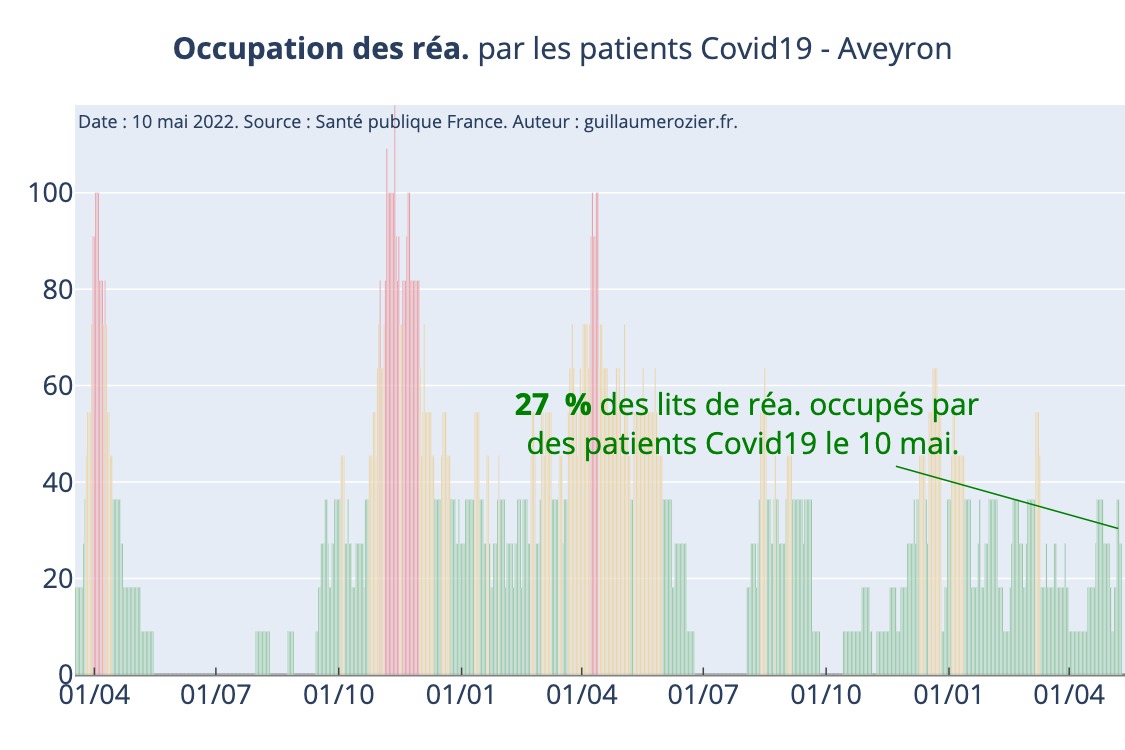 Occupation des réa. par les patients Covid19 - Aveyron
Date : 10 mai 2022. Source : Santé publique France. Auteur : guillaumerozier.fr.
100
80
60
40
20
0
27 % des lits de réa. occupés par
des patients Covid19 le 10 mai.
01/04 01/07 01/10 01/01 01/04 01/07 01/10 01/01 01/04